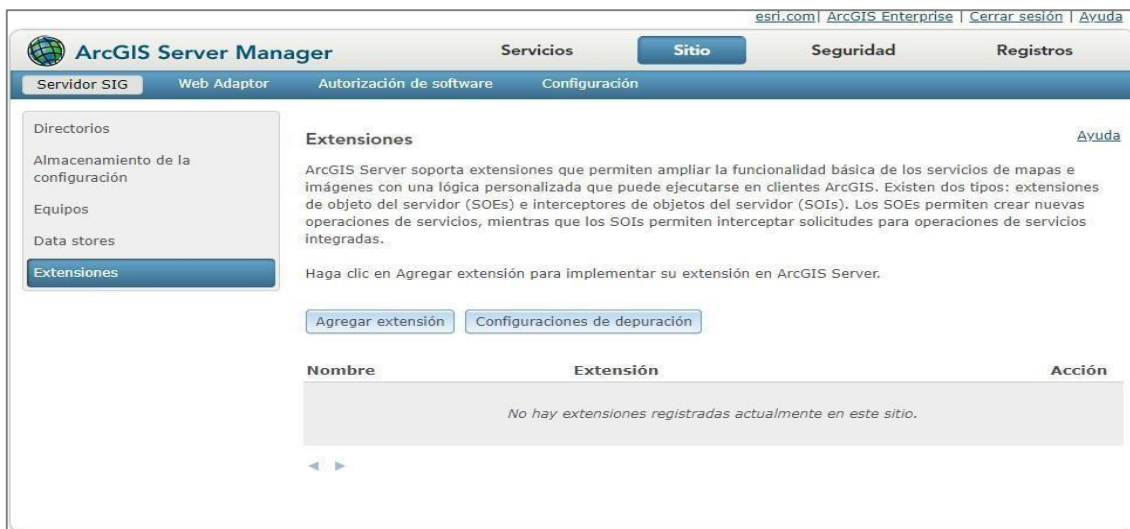 esri.com| ArcGIS Enterprise | Cerrar sesión | Ayuda
ArcGIS Server Manager
Servicios
Sitio
Seguridad
Registros
Servidor SIG
Web Adaptor
Autorización de software
Configuración
Directorios
Almacenamiento de la
configuración
Equipos
Data stores
Extensiones
Extensiones
Ayuda
ArcGIS Server soporta extensiones que permiten ampliar la funcionalidad básica de los servicios de mapas e
imágenes con una lógica personalizada que puede ejecutarse en clientes ArcGIS. Existen dos tipos: extensiones
de objeto del servidor (SOEs) e interceptores de objetos del servidor (SOIs). Los SOEs permiten crear nuevas
operaciones de servicios, mientras que los SOIs permiten interceptar solicitudes para operaciones de servicios
integradas.
Haga clic en Agregar extensión para implementar su extensión en ArcGIS Server.
Agregar extensión
Configuraciones de depuración
Nombre
Extensión
Acción
No hay extensiones registradas actualmente en este sitio.